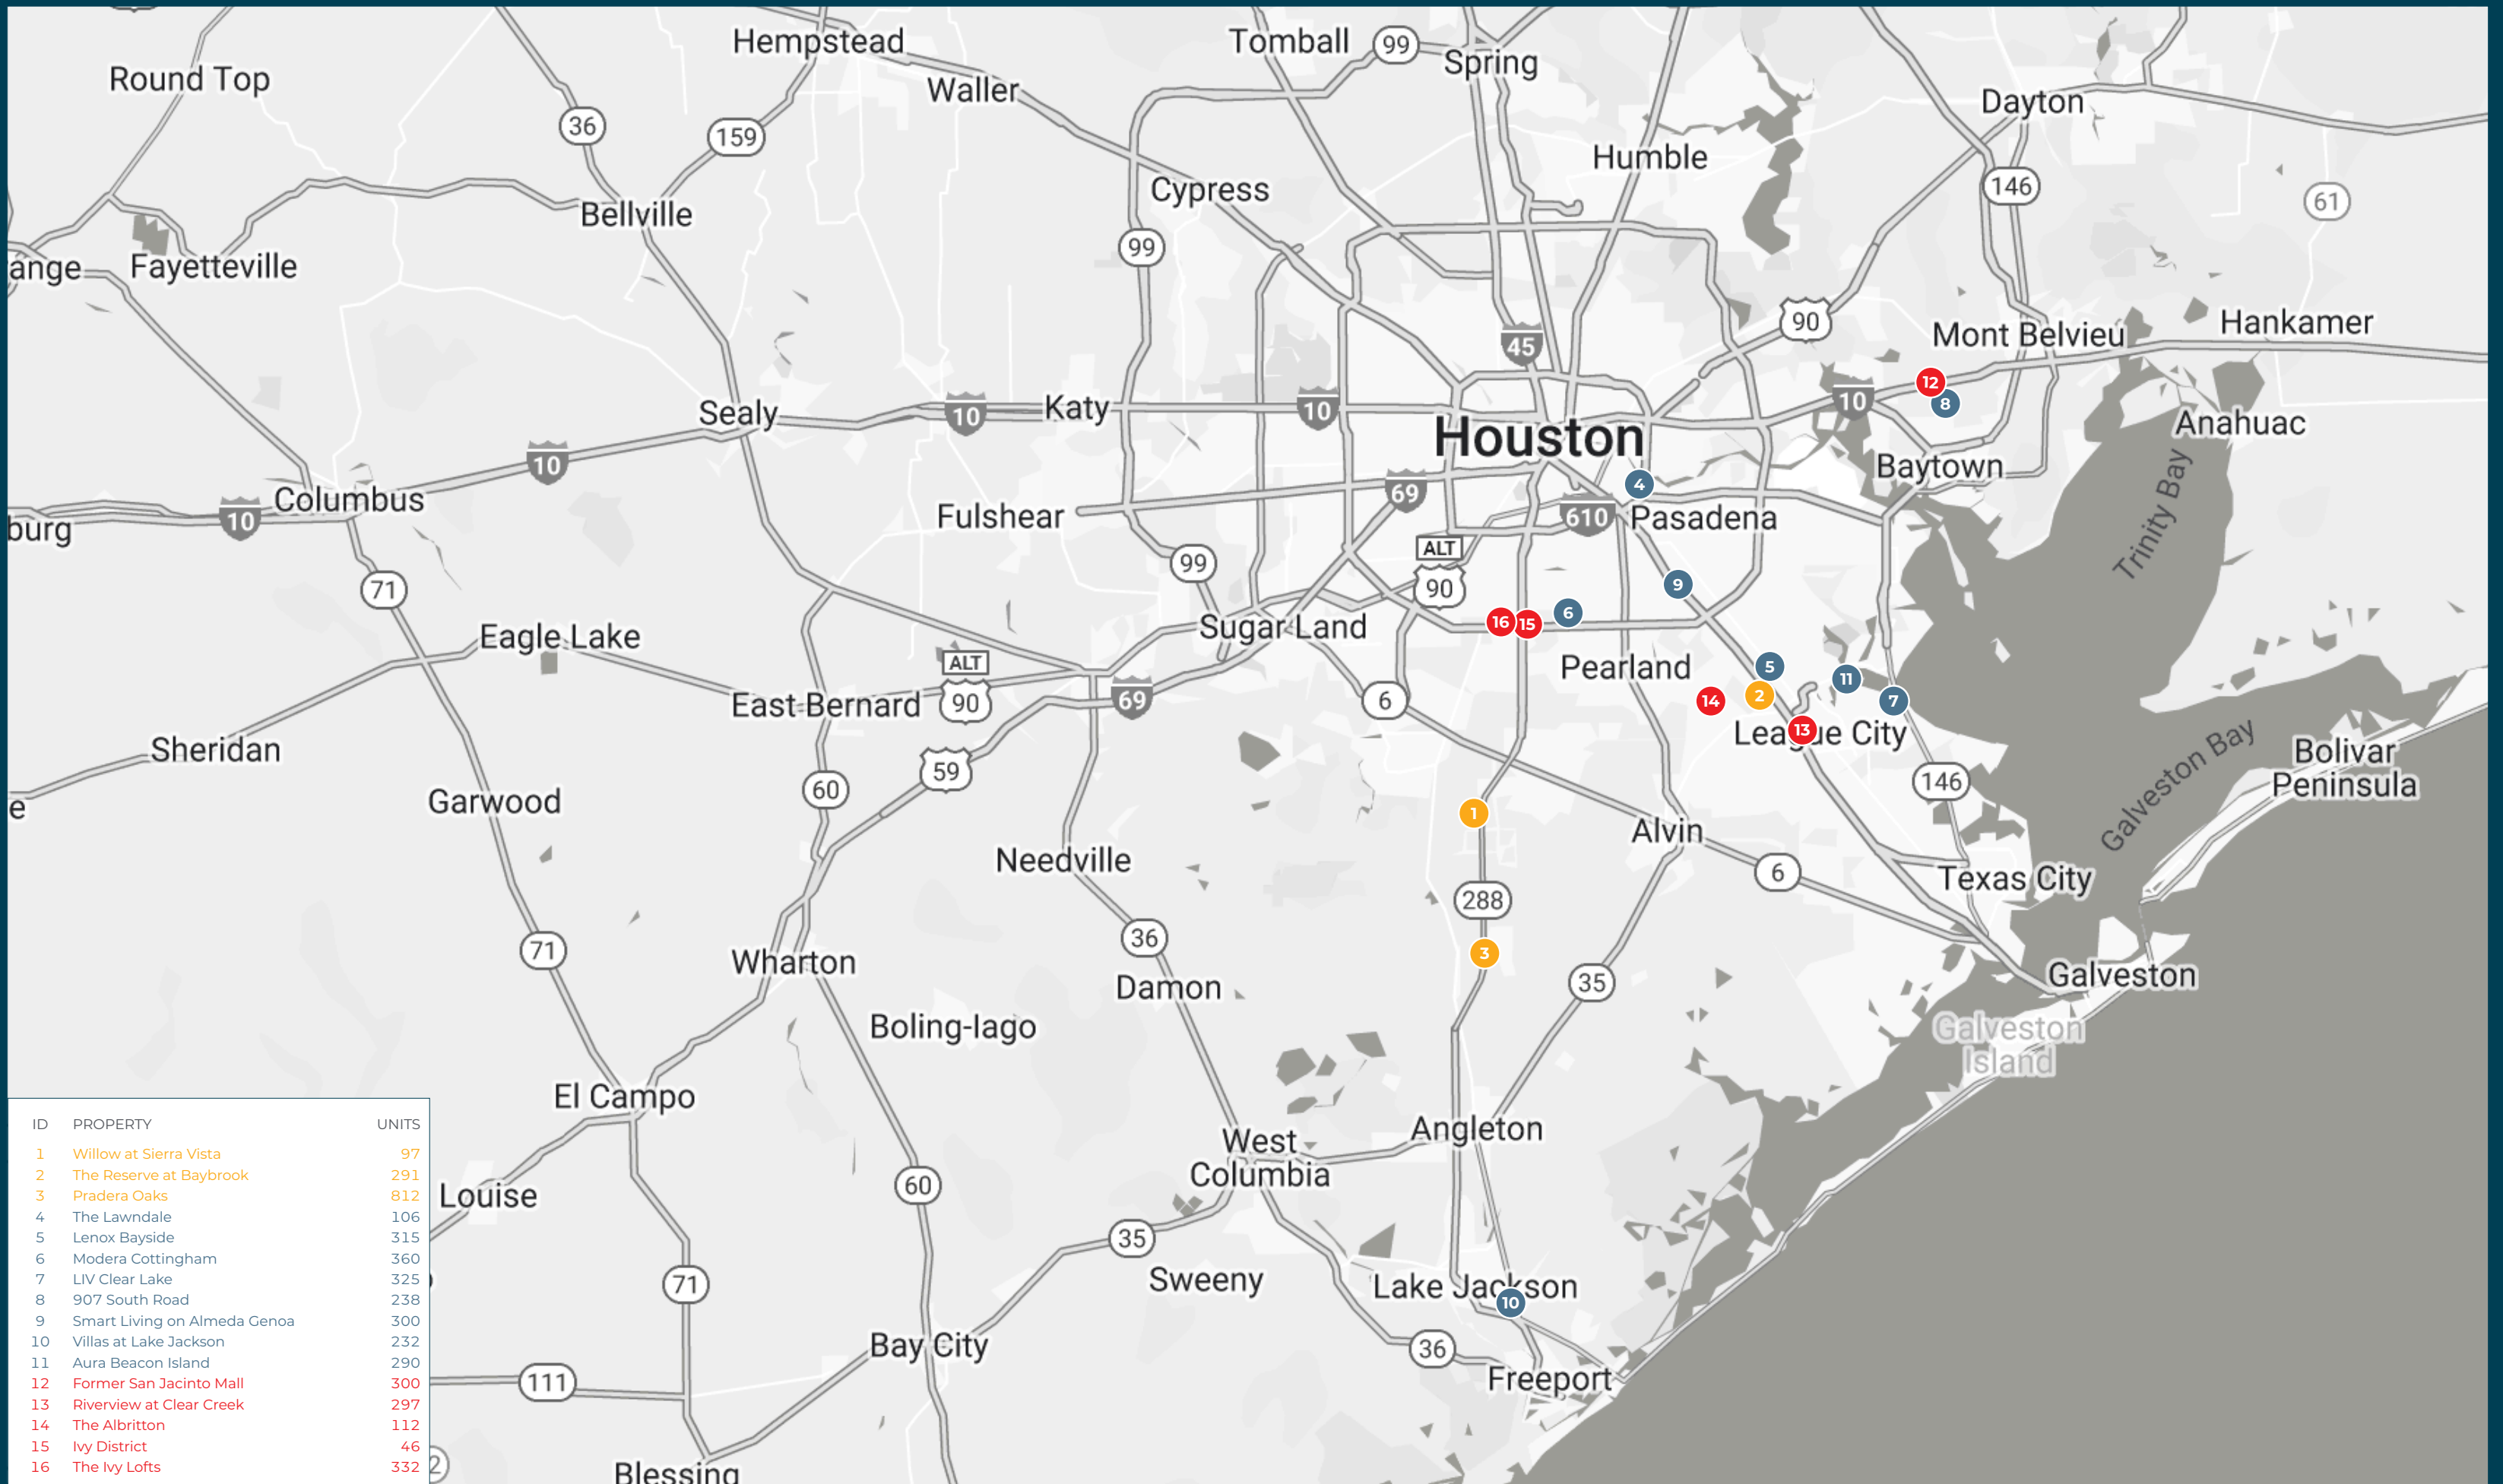 Hempstead
Tomball
99
Spring
Round Top
Waller
Dayton
36
159
Humble
Cypress
146
61
Bellville
99
ange
Fayetteville
90
Mont Belvieu
Hankamer
45
12
8
Sealy
10
Katy
10
10
Houston
Anahuac
10
Baytown
Columbus
69
4
Trinity Bay
10
burg
Fulshear
610
Pasadena
ALT
90
99
71
9
Eagle Lake
Sugar Land
16
15
6
ALT
90
69
East Bernard
Pearland
5
11
14
2
7
6
13
League City
Sheridan
59
60
146
Galveston Bay
Bolivar
Peninsula
Garwood
e
1
Alvin
Needville
6
Texas City
288
36
71
Wharton
3
Damon
35
Galveston
Boling-Iago
Galveston
Island
El Campo
West
Columbia
Angleton
Louise
60
35
71
Sweeny
Lake Jackson
10
Bay City
36
111
Freeport
2
Blessing
ID PROPERTY UNITS
1 Willow at Sierra Vista 97
2 The Reserve at Baybrook 291
3 Pradera Oaks 812
4 The Lawndale 106
5 Lenox Bayside 315
6 Modera Cottingham 360
7 LIV Clear Lake 325
8 907 South Road 238
9 Smart Living on Almeda Genoa 300
10 Villas at Lake Jackson 232
11 Aura Beacon Island 290
12 Former San Jacinto Mall 300
13 Riverview at Clear Creek 297
14 The Albritton 112
15 Ivy District 46
16 The Ivy Lofts 332